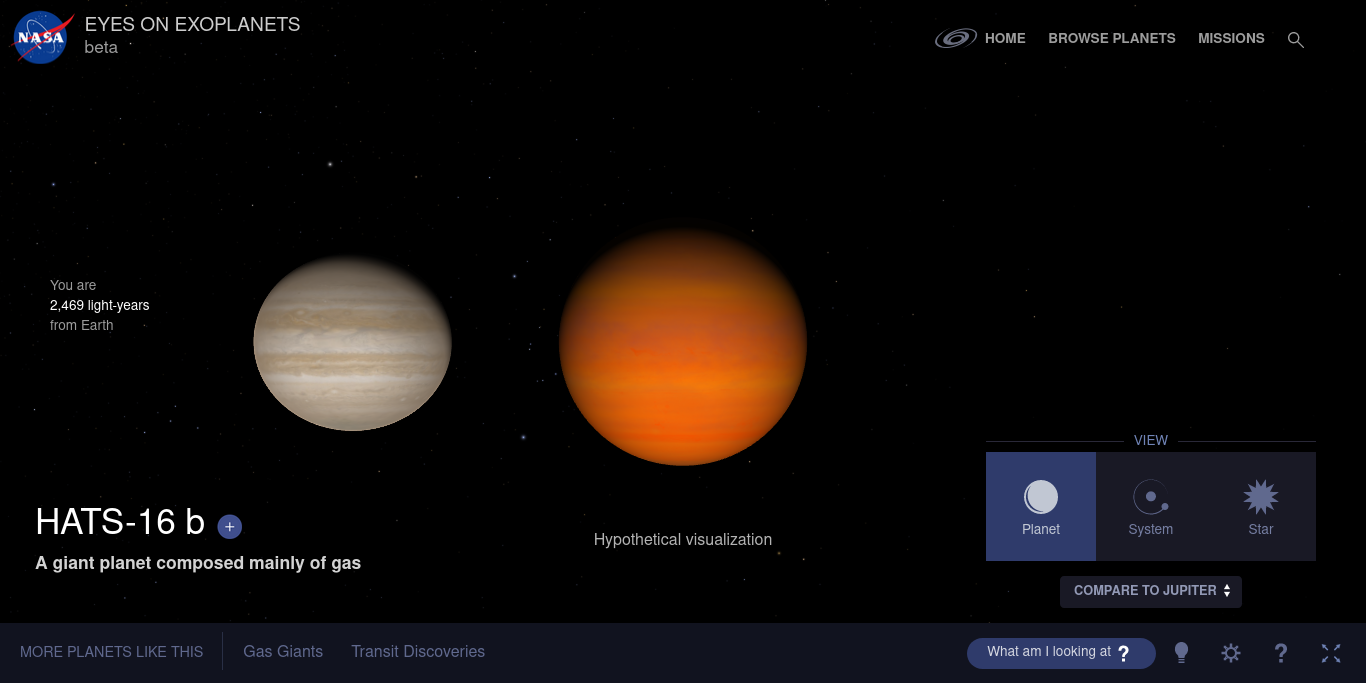 NASA
EYES ON EXOPLANETS
beta
HOME
BROWSE PLANETS
MISSIONS
You are
2,469 light-years
from Earth
HATS-16 b
+
A giant planet composed mainly of gas
Hypothetical visualization
VIEW
Planet
System
Star
COMPARE TO JUPITER
MORE PLANETS LIKE THIS
Gas Giants
Transit Discoveries
What am I looking at ?
?